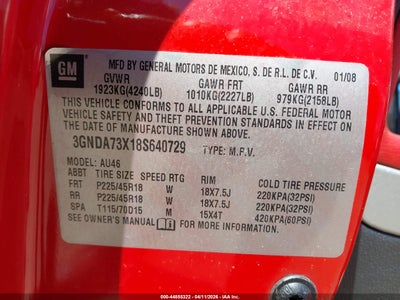 GM
MFD BY GENERAL MOTORS DE MEXICO, S. DE R.L. DE C.V. 01/08
GVWR GAWR FRT GAWR RR
1923KG(4240LB) 1010KG(2227LB) 979KG(2158LB)
THIS VEHICLE CONFORMS TO ALL APPLICABLE U.S. FEDERAL MOTOR
VEHICLE SAFETY AND THEFT PREVENTION STANDARDS IN EFFECT ON
THE DATE OF MANUFACTURE SHOWN ABOVE.
3GNDA73X18S640729 TYPE: M.P.V.
MODEL: AU46
ABBT TIRE SIZE SPEED RTG RIM COLD TIRE PRESSURE
FRT P225/45R18 W 18X7.5J 220KPA(32PSI)
RR P225/45R18 W 18X7.5J 220KPA(32PSI)
SPA T115/70D15 M 15X4T 420KPA(60PSI)
SEE OWNER'S MANUAL FOR ADDITIONAL INFORMATION.
000-44855322 - 04/11/2026 - IAA Inc.